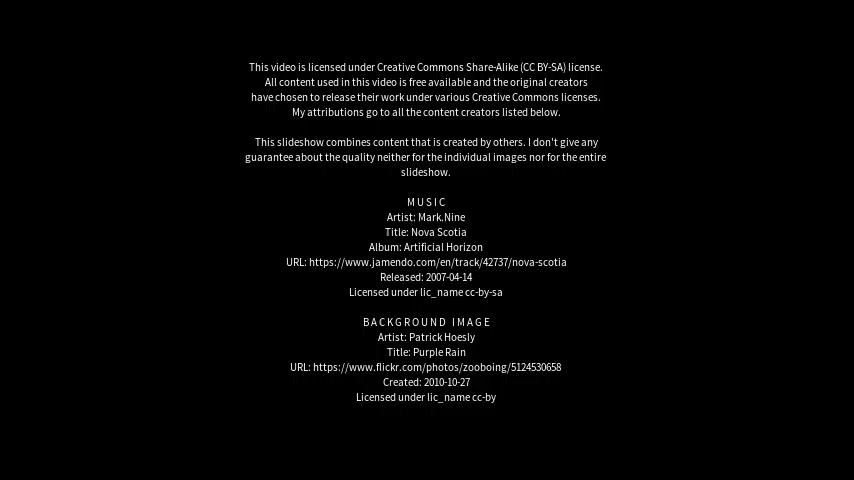 This video is licensed under Creative Commons Share-Alike (CC BY-SA) license.
All content used in this video is free available and the original creators
have chosen to release their work under various Creative Commons licenses.
My attributions go to all the content creators listed below.
This slideshow combines content that is created by others. I don't give any
guarantee about the quality neither for the individual images nor for the entire
slideshow.
MUSIC
Artist: Mark.Nine
Title: Nova Scotia
Album: Artificial Horizon
URL: https://www.jamendo.com/en/track/42737/nova-scotia
Released: 2007-04-14
Licensed under lic_name cc-by-sa
BACKGROUND IMAGE
Artist: Patrick Hoesly
Title: Purple Rain
URL: https://www.flickr.com/photos/zooboing/5124530658
Created: 2010-10-27
Licensed under lic_name cc-by